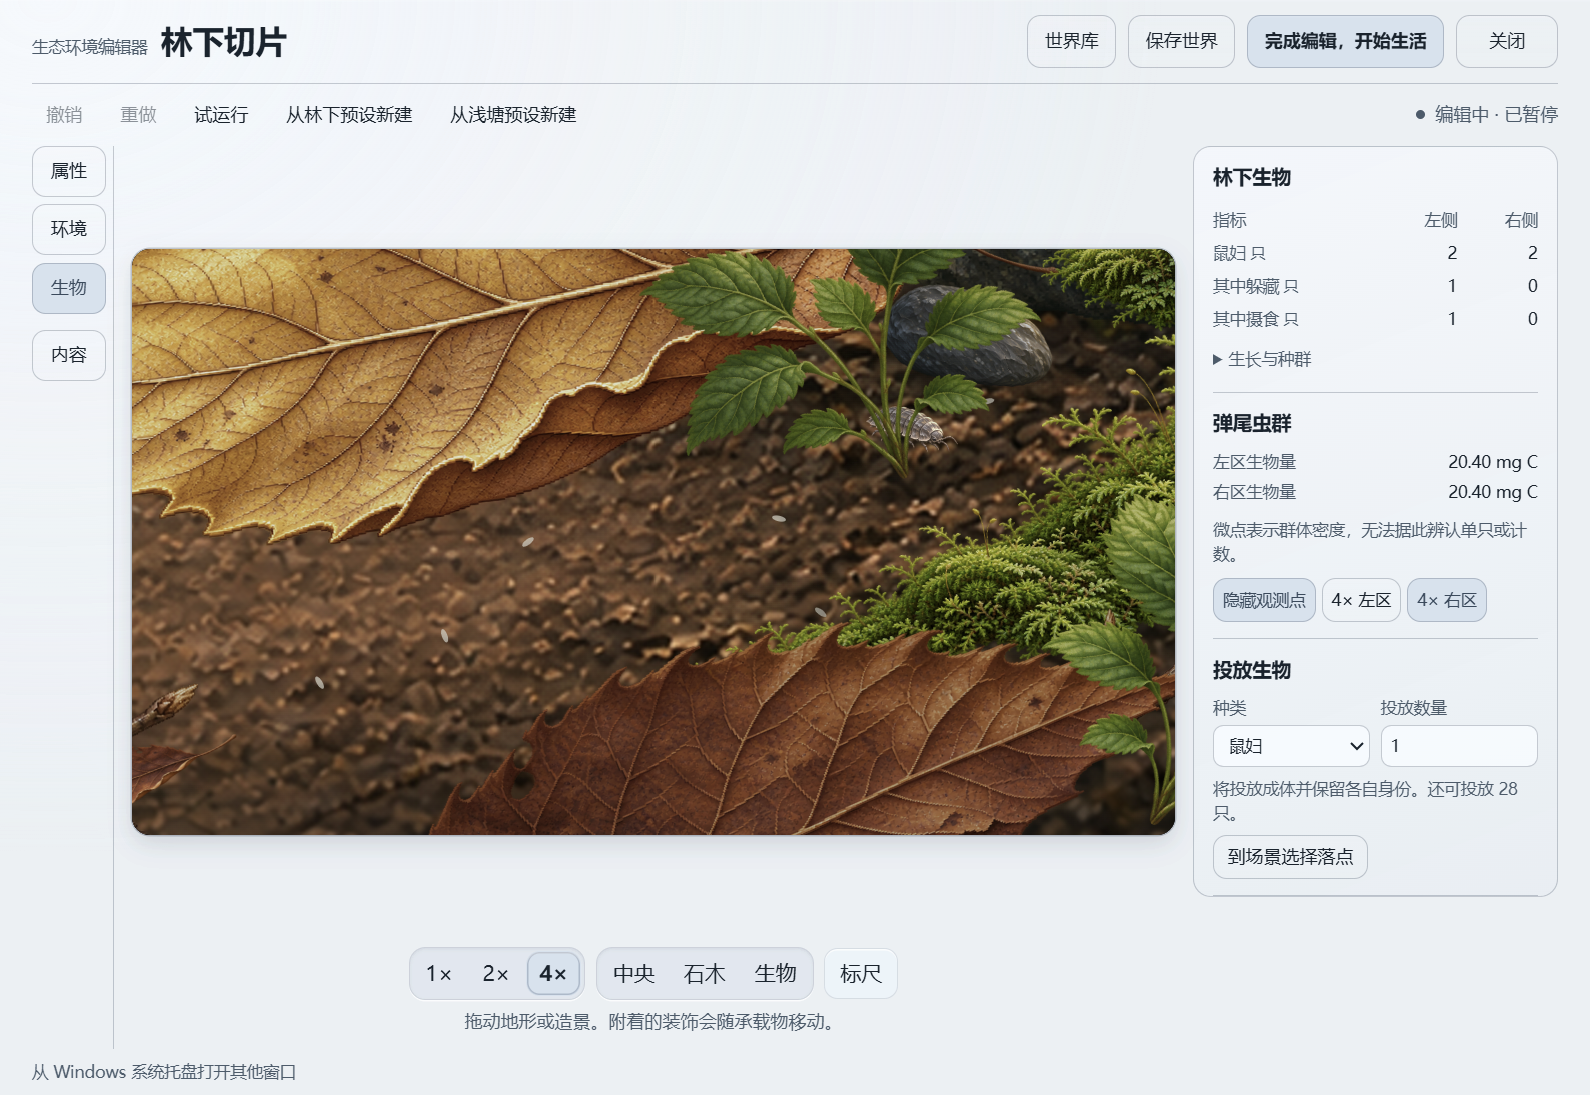 生态环境编辑器 林下切片
世界库 保存世界 完成编辑，开始生活 关闭
撤销 重做 试运行 从林下预设新建 从浅塘预设新建
编辑中 · 已暂停
属性
环境
生物
内容
林下生物
指标 左侧 右侧
鼠妇 只 2 2
其中躲藏 只 1 0
其中摄食 只 1 0
生长与种群
弹尾虫群
左区生物量 20.40 mg C
右区生物量 20.40 mg C
微点表示群体密度，无法据此辨认单只或计
数。
隐藏观测点 4× 左区 4× 右区
投放生物
种类 投放数量
鼠妇 1
将投放成体并保留各自身份。还可投放 28
只。
到场景选择落点
1× 2× 4× 中央 石木 生物 标尺
拖动地形或造景。附着的装饰会随承载物移动。
从 Windows 系统托盘打开其他窗口